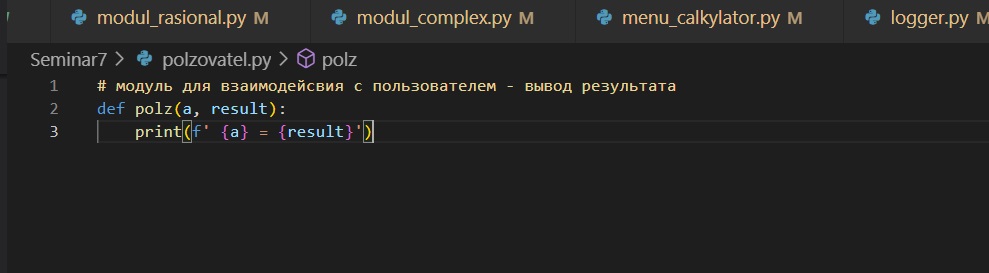 modul_rasional.py M modul_complex.py M menu_calkylator.py M logger.py M
Seminar7 > polzovatel.py > polz
1 # модуль для взаимодейсвия с пользователем - вывод результата
2 def polz(a, result):
3 print(f' {a} = {result}')